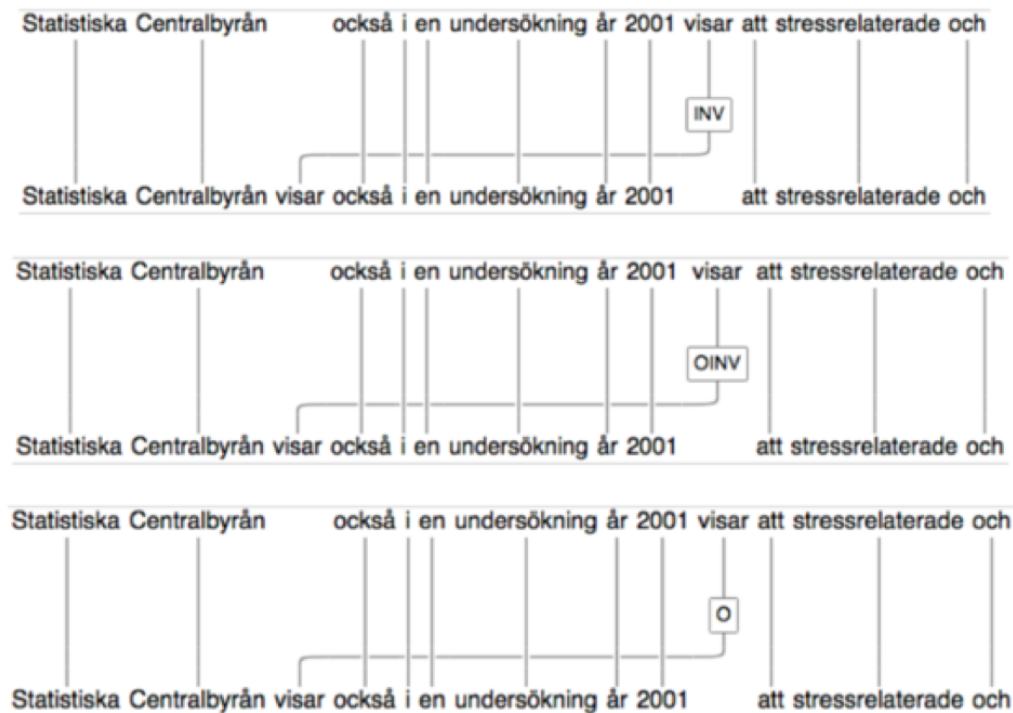 Statistiska Centralbyrån också i en undersökning år 2001 visar att stressrelaterade och
INV
Statistiska Centralbyrån visar också i en undersökning år 2001 att stressrelaterade och
Statistiska Centralbyrån också i en undersökning år 2001 visar att stressrelaterade och
OINV
Statistiska Centralbyrån visar också i en undersökning år 2001 att stressrelaterade och
Statistiska Centralbyrån också i en undersökning år 2001 visar att stressrelaterade och
O
Statistiska Centralbyrån visar också i en undersökning år 2001 att stressrelaterade och